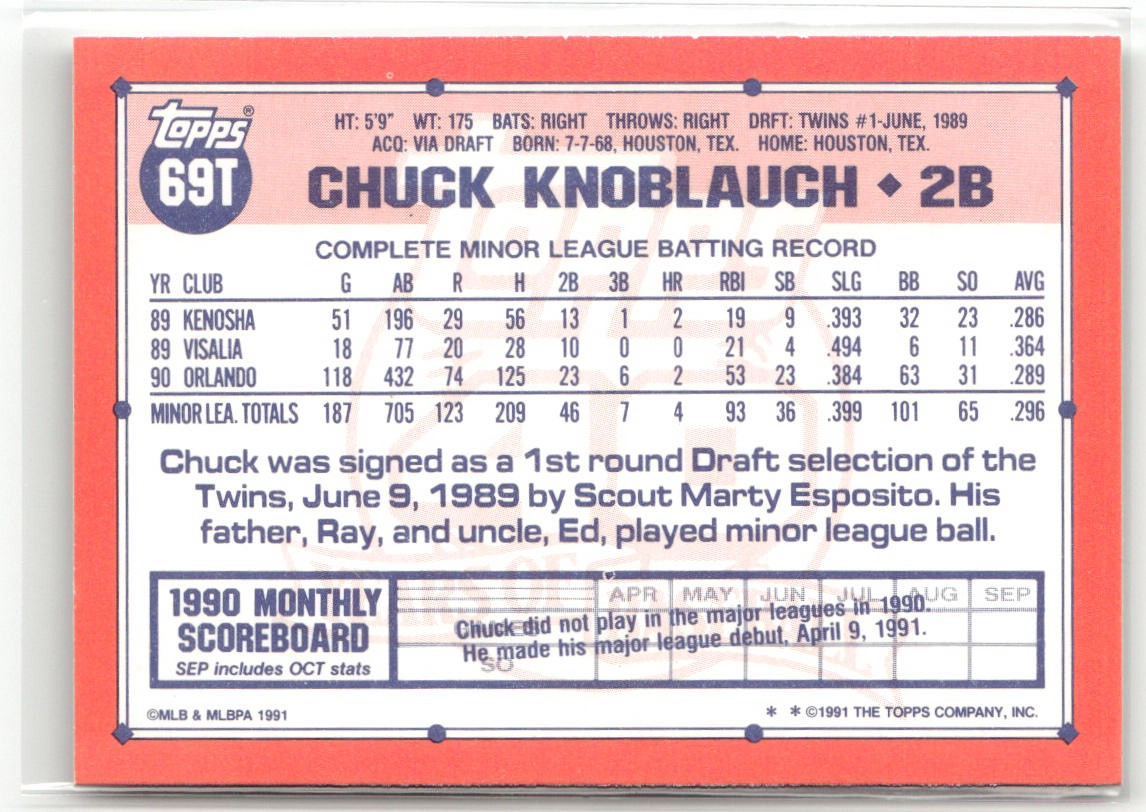 Topps®
69T
HT: 5'9" WT: 175 BATS: RIGHT THROWS: RIGHT DRFT: TWINS #1-JUNE, 1989
ACQ: VIA DRAFT BORN: 7-7-68, HOUSTON, TEX. HOME: HOUSTON, TEX.
CHUCK KNOBLAUCH ◆ 2B
COMPLETE MINOR LEAGUE BATTING RECORD
YR CLUB G AB R H 2B 3B HR RBI SB SLG BB SO AVG
89 KENOSHA 51 196 29 56 13 1 2 19 9 .393 32 23 .286
89 VISALIA 18 77 20 28 10 0 0 21 4 .494 6 11 .364
90 ORLANDO 118 432 74 125 23 6 2 53 23 .384 63 31 .289
MINOR LEA. TOTALS 187 705 123 209 46 7 4 93 36 .399 101 65 .296
Chuck was signed as a 1st round Draft selection of the
Twins, June 9, 1989 by Scout Marty Esposito. His
father, Ray, and uncle, Ed, played minor league ball.
1990 MONTHLY
SCOREBOARD
SEP includes OCT stats
APR MAY JUN JUL AUG SEP
Chuck did not play in the major leagues in 1990.
He made his major league debut, April 9, 1991.
SO
©MLB & MLBPA 1991
* * ©1991 THE TOPPS COMPANY, INC.